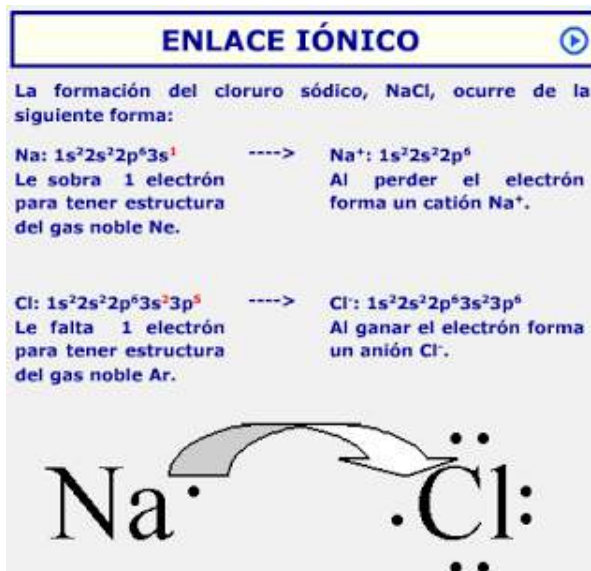 ENLACE IÓNICO
La formación del cloruro sódico, NaCl, ocurre de la
siguiente forma:
Na: 1s²2s²2p⁶3s¹ ----> Na⁺: 1s²2s²2p⁶
Le sobra 1 electrón
para tener estructura
del gas noble Ne.
Al perder el electrón
forma un catión Na⁺.
Cl: 1s²2s²2p⁶3s²3p⁵ ----> Cl⁻: 1s²2s²2p⁶3s²3p⁶
Le falta 1 electrón
para tener estructura
del gas noble Ar.
Al ganar el electrón forma
un anión Cl⁻.
Na Cl